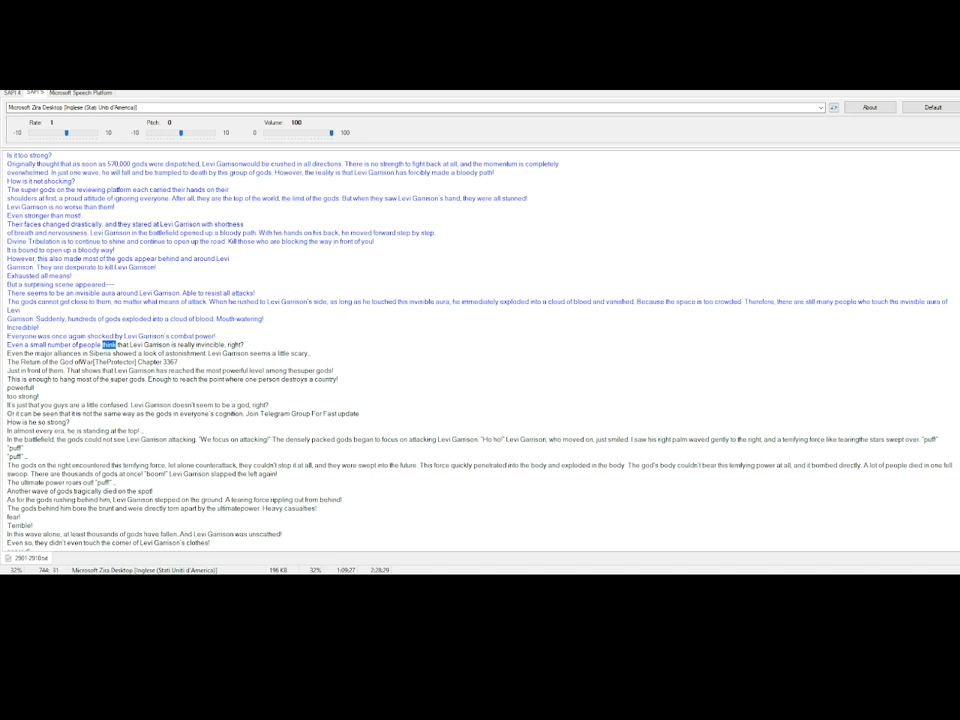 SAPI 4 SAPI 5 Microsoft Speech Platform
Microsoft Zira Desktop [Inglese (Stati Uniti d'America)]
About
Default
Rate: 1
Pitch: 0
Volume: 100
-10 10 -10 10 0 100
Is it too strong?
Originally thought that as soon as 570,000 gods were dispatched, Levi Garrisonwould be crushed in all directions. There is no strength to fight back at all, and the momentum is completely
overwhelmed. In just one wave, he will fall and be trampled to death by this group of gods. However, the reality is that Levi Garrison has forcibly made a bloody path!
How is it not shocking?
The super gods on the reviewing platform each carried their hands on their
shoulders at first, a proud attitude of ignoring everyone. After all, they are the top of the world, the limit of the gods. But when they saw Levi Garrison's hand, they were all stunned!
Levi Garrison is no worse than them!
Even stronger than most!
Their faces changed drastically, and they stared at Levi Garrison with shortness
of breath and nervousness. Levi Garrison in the battlefield opened up a bloody path. With his hands on his back, he moved forward step by step.
Divine Tribulation is to continue to shine and continue to open up the road. Kill those who are blocking the way in front of you!
It is bound to open up a bloody way!
However, this also made most of the gods appear behind and around Levi
Garrison. They are desperate to kill Levi Garrison!
Exhausted all means!
But a surprising scene appeared----
There seems to be an invisible aura around Levi Garrison. Able to resist all attacks!
The gods cannot get close to them, no matter what means of attack. When he rushed to Levi Garrison's side, as long as he touched this invisible aura, he immediately exploded into a cloud of blood and vanished. Because the space is too crowded. Therefore, there are still many people who touch the invisible aura of
Levi
Garrison. Suddenly, hundreds of gods exploded into a cloud of blood. Mouth-watering!
Incredible!
Everyone was once again shocked by Levi Garrison's combat power!
Even a small number of people think that Levi Garrison is really invincible, right?
Even the major alliances in Siberia showed a look of astonishment. Levi Garrison seems a little scary..
The Return of the God ofWar[TheProtector] Chapter 3367
Just in front of them. That shows that Levi Garrison has reached the most powerful level among thesuper gods!
This is enough to hang most of the super gods. Enough to reach the point where one person destroys a country!
powerful!
too strong!
It's just that you guys are a little confused. Levi Garrison doesn't seem to be a god, right?
Or it can be seen that it is not the same way as the gods in everyone's cognition. Join Telegram Group For Fast update
How is he so strong?
In almost every era, he is standing at the top! ..
In the battlefield, the gods could not see Levi Garrison attacking. "We focus on attacking!" The densely packed gods began to focus on attacking Levi Garrison. "Ho ho!" Levi Garrison, who moved on, just smiled. I saw his right palm waved gently to the right, and a terrifying force like tearingthe stars swept over. "puff"
"puff"
"puff" ..
The gods on the right encountered this terrifying force, let alone counterattack, they couldn't stop it at all, and they were swept into the future. This force quickly penetrated into the body and exploded in the body. The god's body couldn't bear this terrifying power at all, and it bombed directly. A lot of people died in one fell
swoop. There are thousands of gods at once! "boom!" Levi Garrison slapped the left again!
The ultimate power roars out! "puff" ..
Another wave of gods tragically died on the spot!
As for the gods rushing behind him, Levi Garrison stepped on the ground. A tearing force rippling out from behind!
The gods behind him bore the brunt and were directly torn apart by the ultimatepower. Heavy casualties!
fear!
Terrible!
In this wave alone, at least thousands of gods have fallen. And Levi Garrison was unscathed!
Even so, they didn't even touch the corner of Levi Garrison's clothes!
2901-2910.txt
32% 744: 31 Microsoft Zira Desktop [Inglese (Stati Uniti d'America)] 196 KB 32% 1:09:27 2:28:29